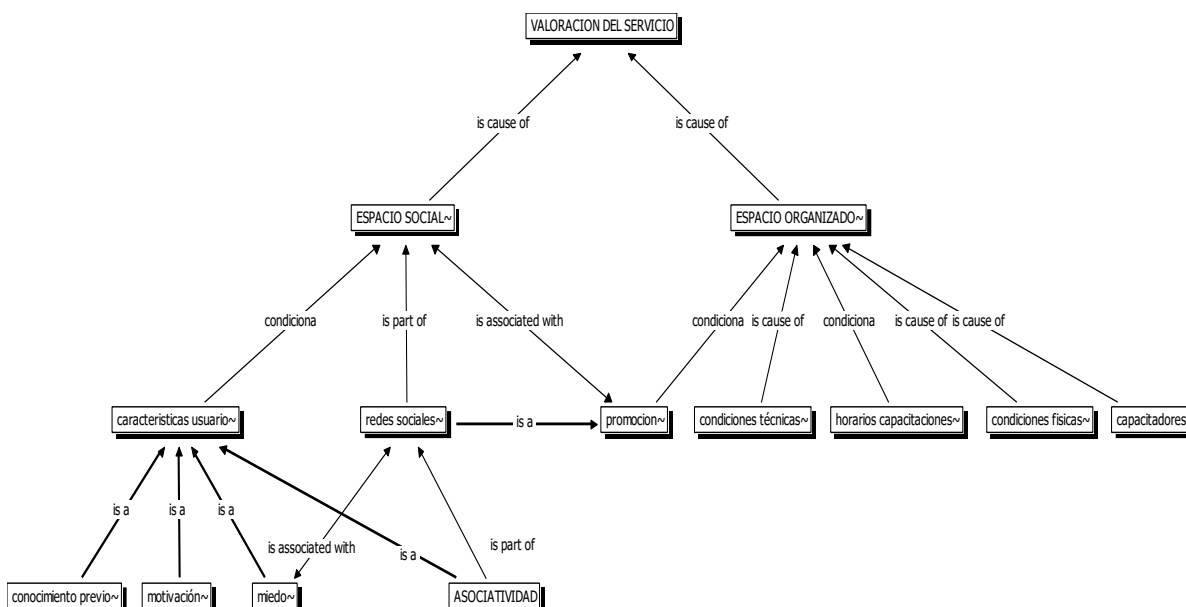 VALORACION DEL SERVICIO
is cause of
is cause of
ESPACIO SOCIAL~
ESPACIO ORGANIZADO~
condiciona
is part of
is associated with
condiciona
is cause of
condiciona
is cause of
is cause of
caracteristicas usuario~
redes sociales~
is a
promocion~
condiciones técnicas~
horarios capacitaciones~
condiciones fisicas~
capacitadores
is a
is a
is a
is associated with
is a
is part of
conocimiento previo~
motivación~
miedo~
ASOCIATIVIDAD